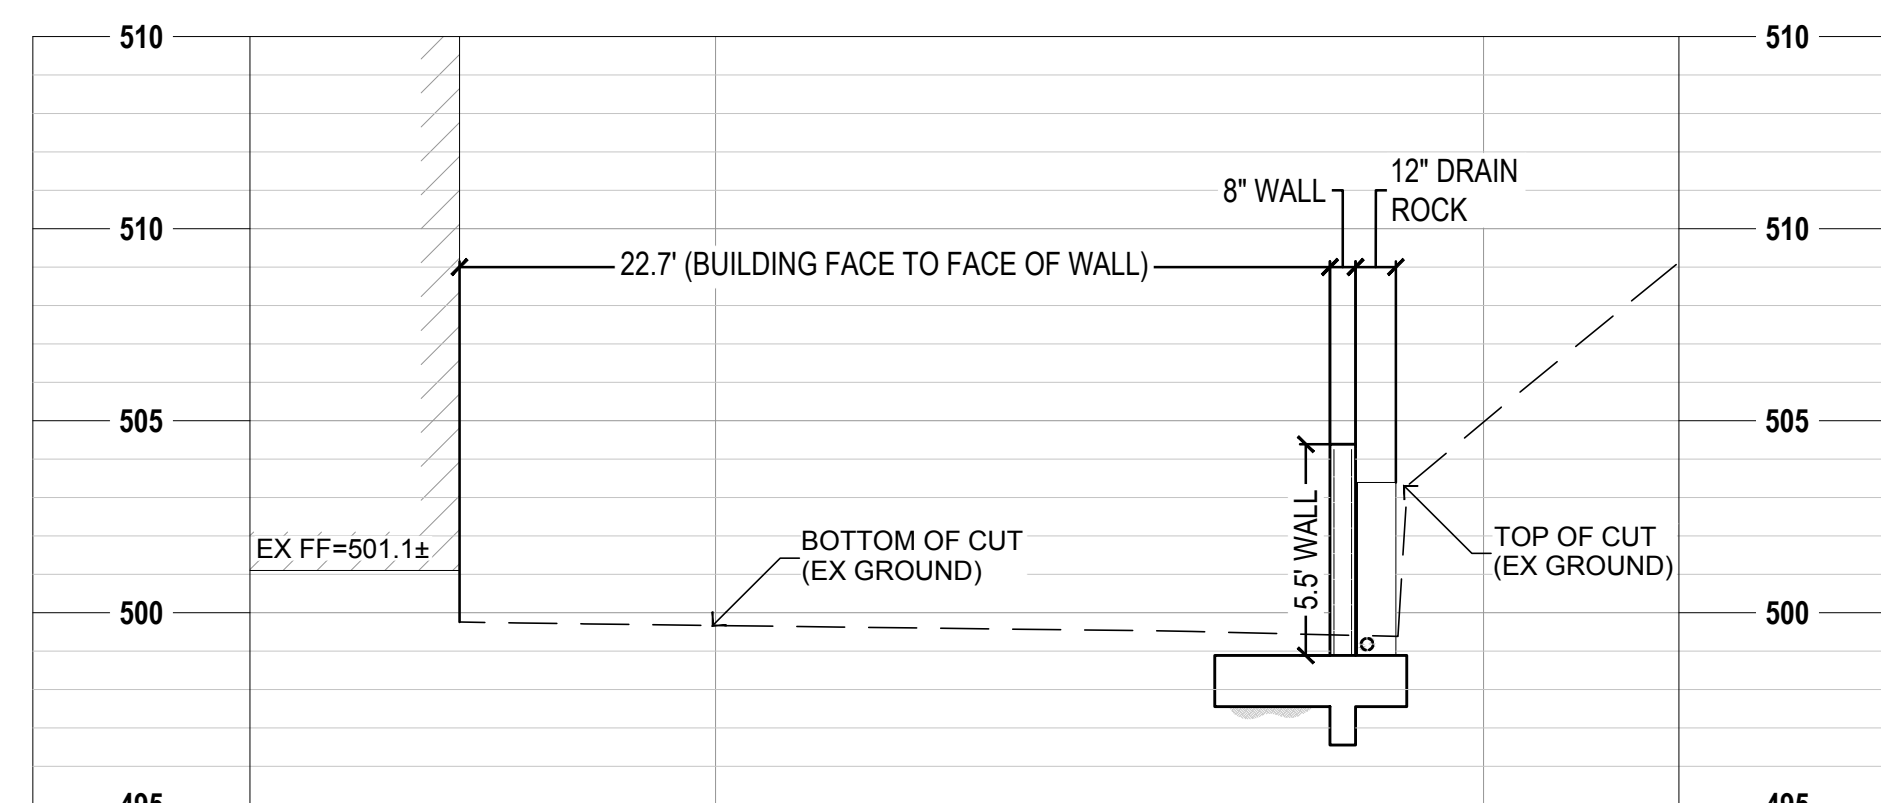 510
510
12" DRAIN
8" WALL
ROCK
510
510
22.7' (BUILDING FACE TO FACE OF WALL)
505
505
5.5' WALL
EX FF=501.1±
BOTTOM OF CUT
(EX GROUND)
TOP OF CUT
(EX GROUND)
500
500
495
495